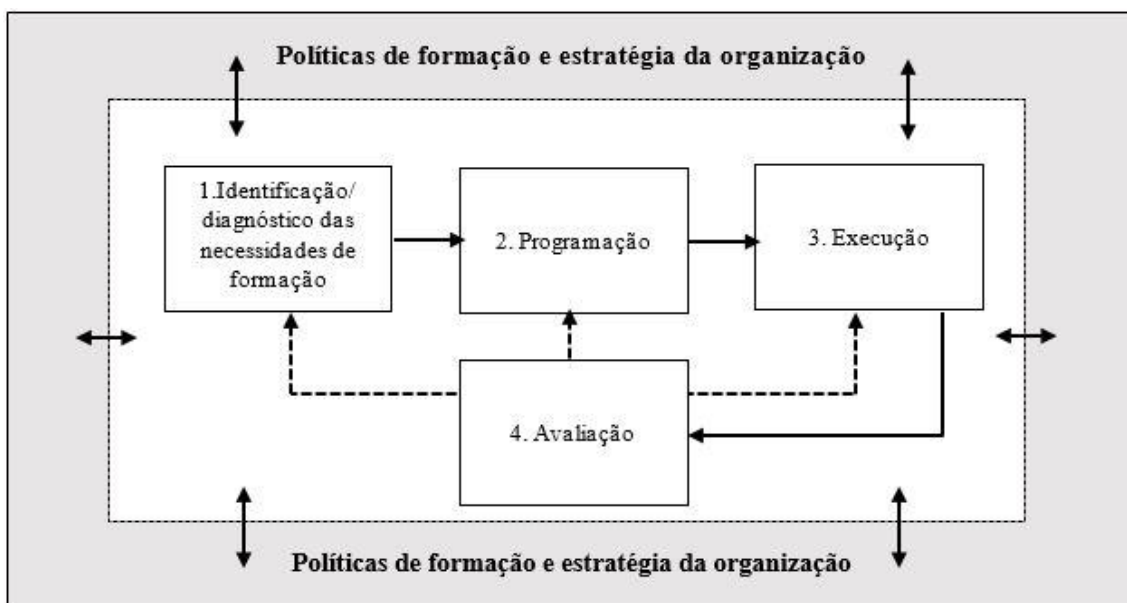 Políticas de formação e estratégia da organização
1.Identificação/
diagnóstico das
necessidades de
formação
2. Programação
3. Execução
4. Avaliação
Políticas de formação e estratégia da organização